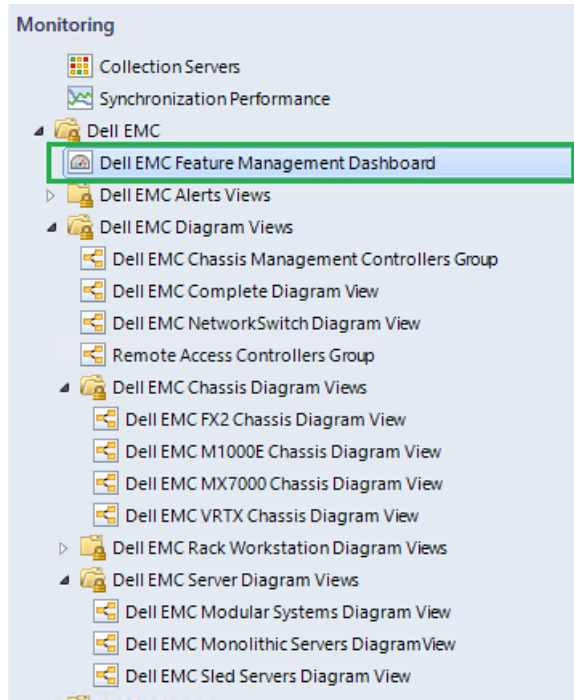 Monitoring
Collection Servers
Synchronization Performance
Dell EMC
Dell EMC Feature Management Dashboard
Dell EMC Alerts Views
Dell EMC Diagram Views
Dell EMC Chassis Management Controllers Group
Dell EMC Complete Diagram View
Dell EMC NetworkSwitch Diagram View
Remote Access Controllers Group
Dell EMC Chassis Diagram Views
Dell EMC FX2 Chassis Diagram View
Dell EMC M1000E Chassis Diagram View
Dell EMC MX7000 Chassis Diagram View
Dell EMC VRTX Chassis Diagram View
Dell EMC Rack Workstation Diagram Views
Dell EMC Server Diagram Views
Dell EMC Modular Systems Diagram View
Dell EMC Monolithic Servers DiagramView
Dell EMC Sled Servers Diagram View